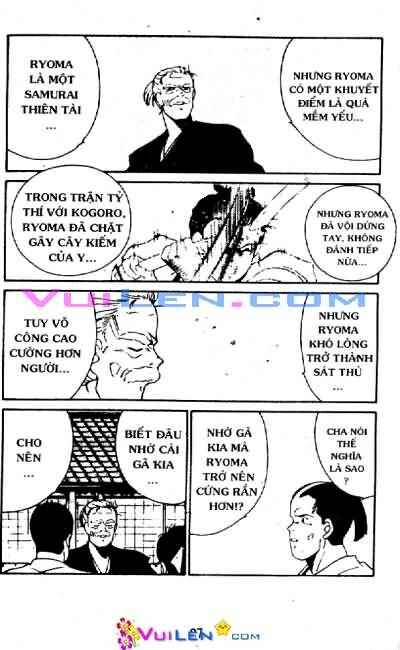 RYOMA
LÀ MỘT
SAMURAI
THIÊN TÀI
...
NHƯNG RYOMA
CÓ MỘT KHUYẾT
ĐIỂM LÀ QUÁ
MỀM YẾU...
TRONG TRẬN TỶ
THÍ VỚI KOGORO,
RYOMA ĐÃ CHẶT
GÃY CÂY KIẾM
CỦA Y...
NHƯNG RYOMA
ĐÃ VỘI DỪNG
TAY, KHÔNG
ĐÁNH TIẾP
NỮA...
VUILEN.COM
TUY VÕ
CÔNG CAO
CƯỜNG HƠN
NGƯỜI...
NHƯNG
RYOMA
KHÓ LÒNG
TRỞ THÀNH
SÁT THỦ
...
CHO
NÊN
...
BIẾT ĐÂU
NHỜ CÁI
GÃ KIA
...
NHỜ GÃ
KIA MÀ
RYOMA
TRỞ NÊN
CỨNG RẮN
HƠN!?
CHA NÓI
THẾ
NGHĨA
LÀ SAO
?
VUILEN.COM